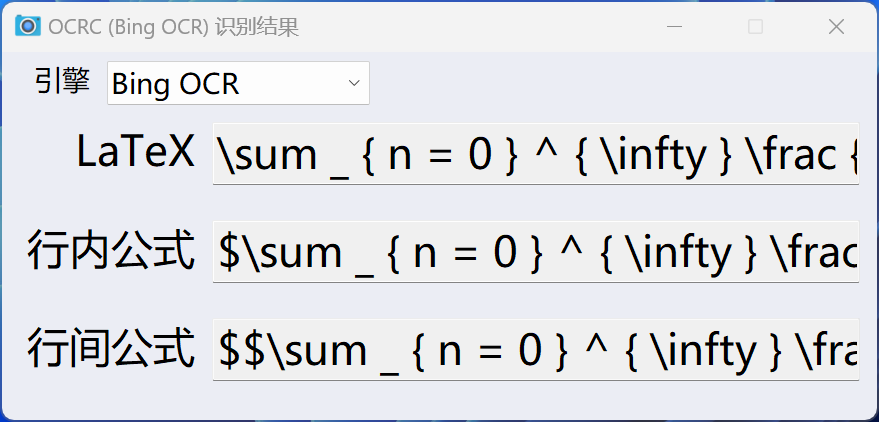 OCRC (Bing OCR) 识别结果
引擎 Bing OCR
LaTeX \sum _ { n = 0 } ^ { \infty } \frac {
行内公式 $\sum _ { n = 0 } ^ { \infty } \frac
行间公式 $$\sum _ { n = 0 } ^ { \infty } \fra